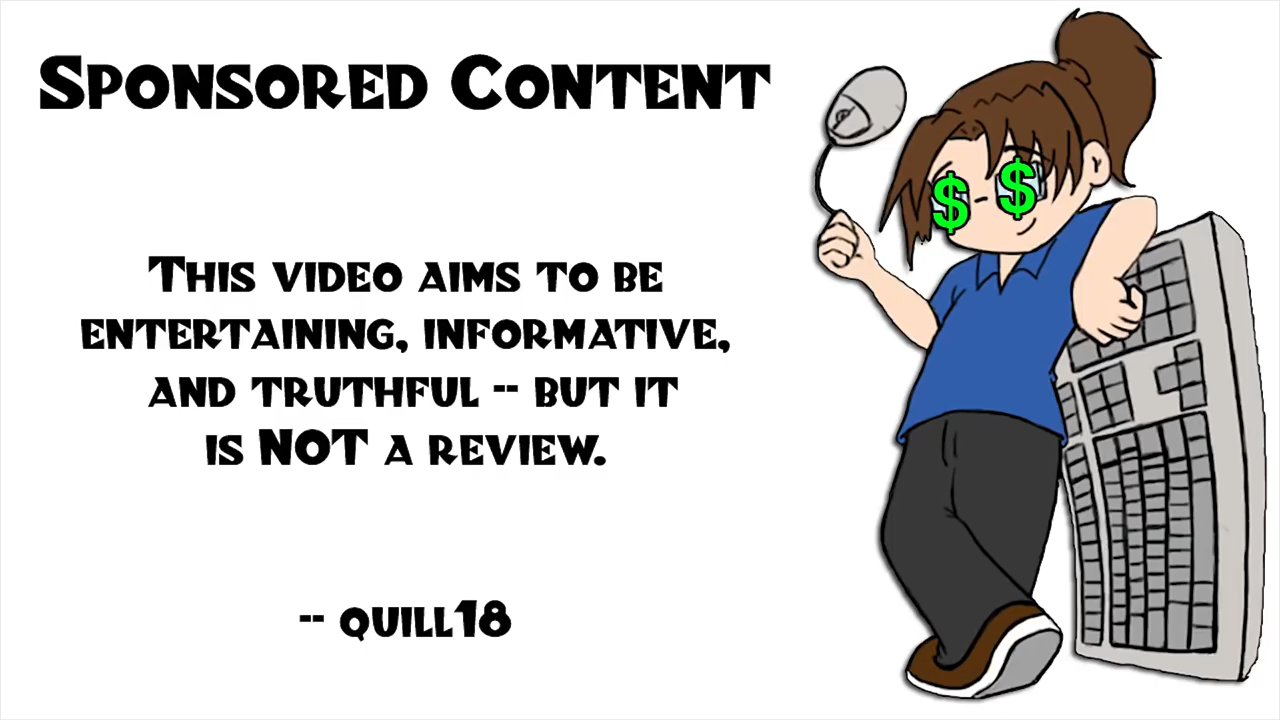 SPONSORED CONTENT
THIS VIDEO AIMS TO BE
ENTERTAINING, INFORMATIVE,
AND TRUTHFUL -- BUT IT
IS NOT A REVIEW.
-- QUILL18
$ $